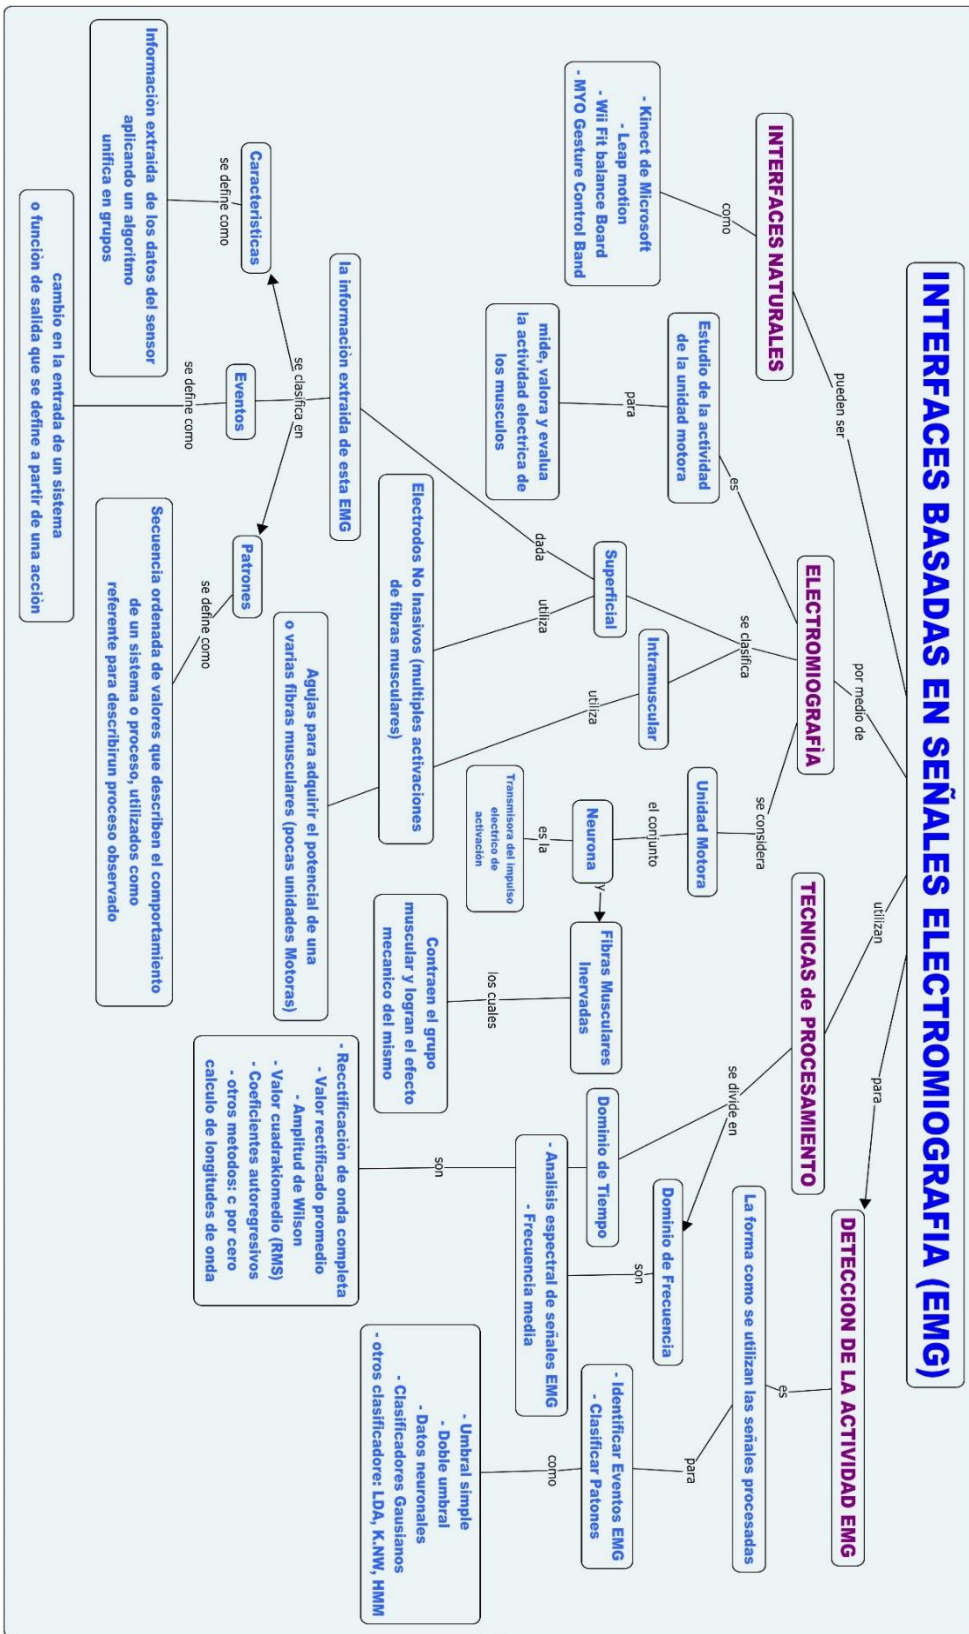 INTERFACES BASADAS EN SEÑALES ELECTROMIOGRAFIA (EMG)
pueden ser
por medio de
utilizan
para
INTERFACES NATURALES
como
- Kinect de Microsoft
- Leap motion
- Wii Fit balance Board
- MYO Gesture Control Band
ELECTROMIOGRAFÌA
es
Estudio de la actividad
de la unidad motora
para
mide, valora y evalua
la actividad electrica de
los musculos
se clasifica
Superficial
utiliza
Electrodos No Inasivos (multiples activaciones
de fibras musculares)
dada
la informaciòn extraida de esta EMG
se clasifica en
Caracteristicas
se define como
Informaciòn extraida de los datos del sensor
aplicando un algoritmo
unifica en grupos
Eventos
se define como
cambio en la entrada de un sistema
o funciòn de salida que se define a partir de una acciòn
Patrones
se define como
Secuencia ordenada de valores que describen el comportamiento
de un sistema o proceso, utilizados como
referente para describirun proceso observado
Intramuscular
utiliza
Agujas para adquirir el potencial de una
o varias fibras musculares (pocas unidades Motoras)
se considera
Unidad Motora
el conjunto
Neurona
es la
Transmisora del impulso
electrico de
activaciòn
y
Fibras Musculares
Inervadas
los cuales
Contraen el grupo
muscular y logran el efecto
mecanico del mismo
TECNICAS de PROCESAMIENTO
se divide en
Dominio de Tiempo
son
- Recctificaciòn de onda completa
- Valor rectificado promedio
- Amplitud de Wilson
- Valor cuadrakiomedio (RMS)
- Coeficientes autoregresivos
- otros metodos: c por cero
calculo de longitudes de onda
Dominio de Frecuencia
son
- Analisis espectral de señales EMG
- Frecuencia media
DETECCION DE LA ACTIVIDAD EMG
es
La forma como se utilizan las señales procesadas
para
- Identificar Eventos EMG
- Clasificar Patones
como
- Umbral simple
- Doble umbral
- Datos neuronales
- Clasificadores Gausianos
- otros clasificadore: LDA, K.NW, HMM